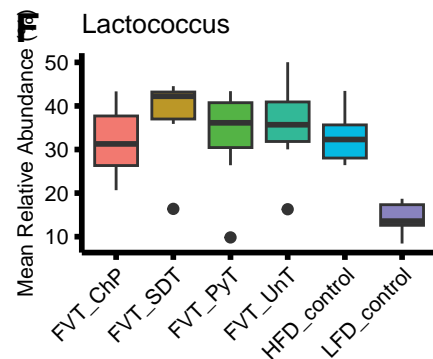 F
Lactococcus
Mean Relative Abundance (%)
50
40
30
20
10
FVT_ChP
FVT_SDT
FVT_PyT
FVT_UnT
HFD_control
LFD_control